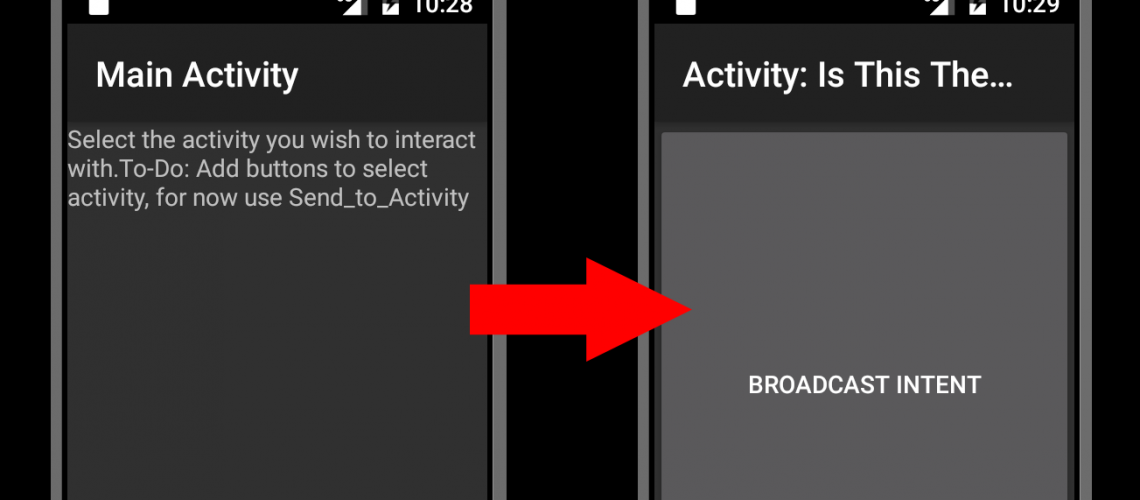 10:28
Main Activity
Select the activity you wish to interact
with.To-Do: Add buttons to select
activity, for now use Send_to_Activity
10:29
Activity: Is This The...
BROADCAST INTENT